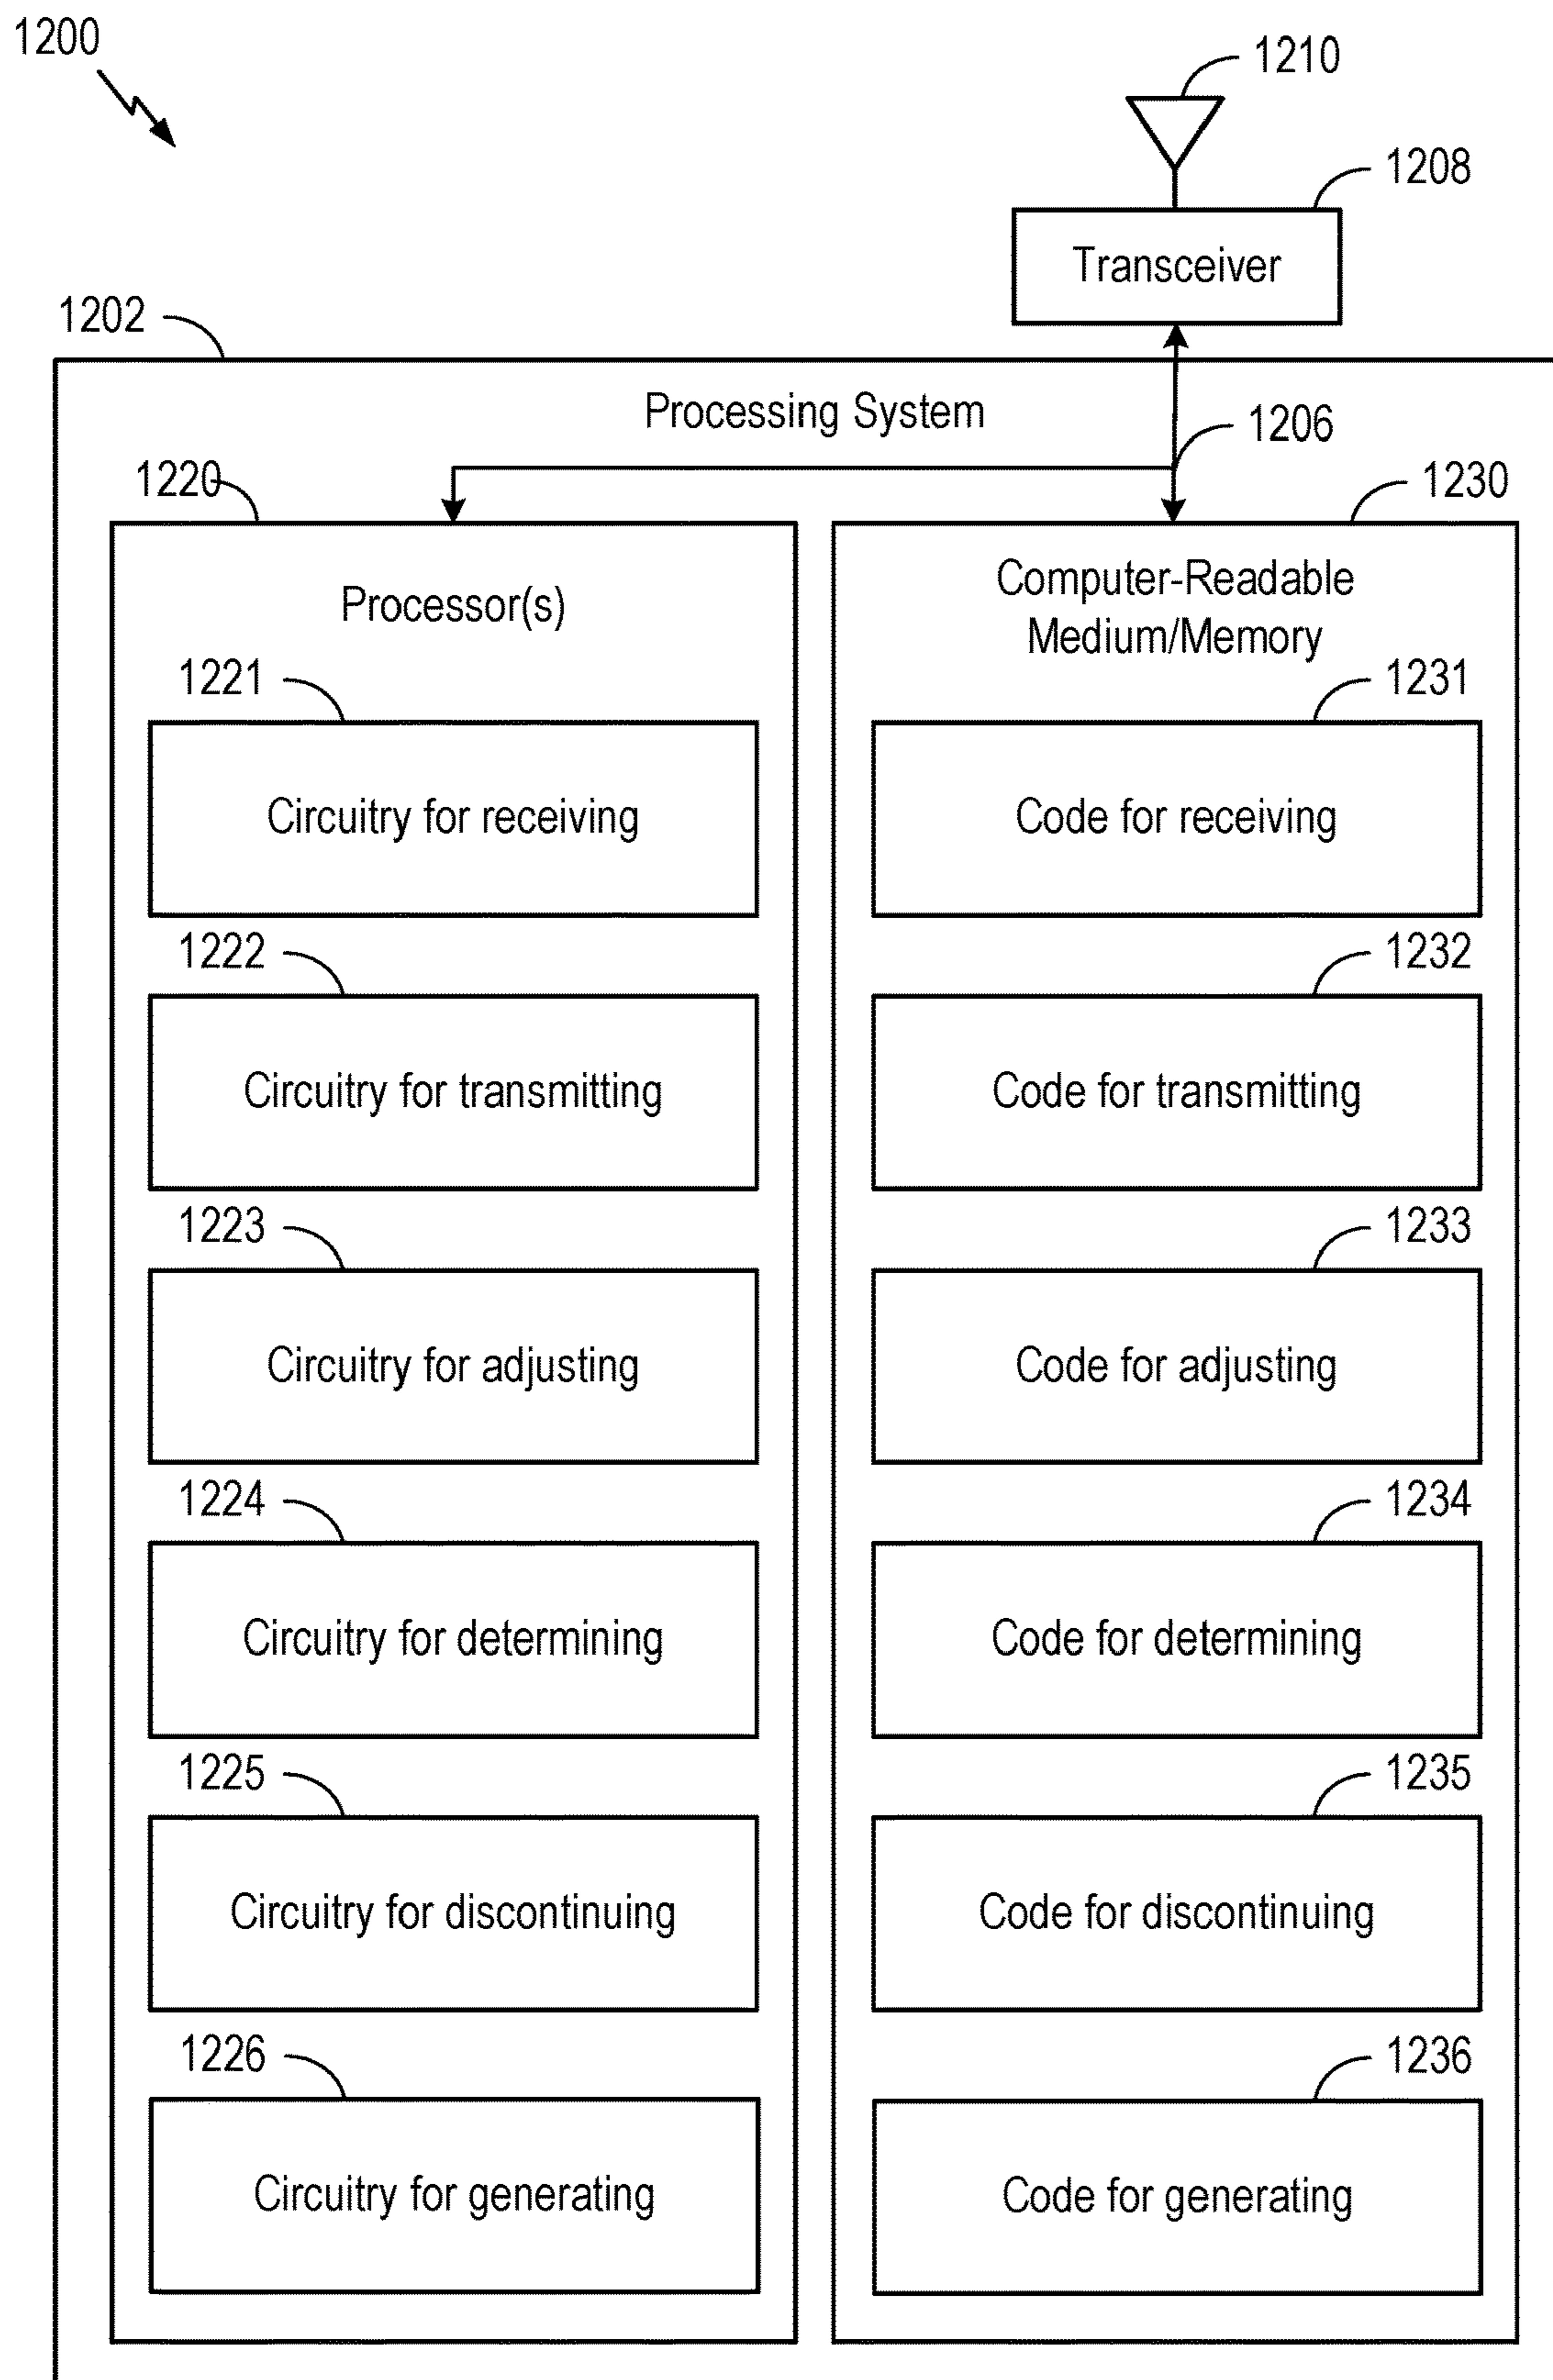 1200
1210
1208
Transceiver
1202
Processing System
1206
1220
1230
Processor(s)
Computer-Readable
Medium/Memory
1221
1231
Circuitry for receiving
Code for receiving
1222
1232
Circuitry for transmitting
Code for transmitting
1223
1233
Circuitry for adjusting
Code for adjusting
1224
1234
Circuitry for determining
Code for determining
1225
1235
Circuitry for discontinuing
Code for discontinuing
1226
1236
Circuitry for generating
Code for generating